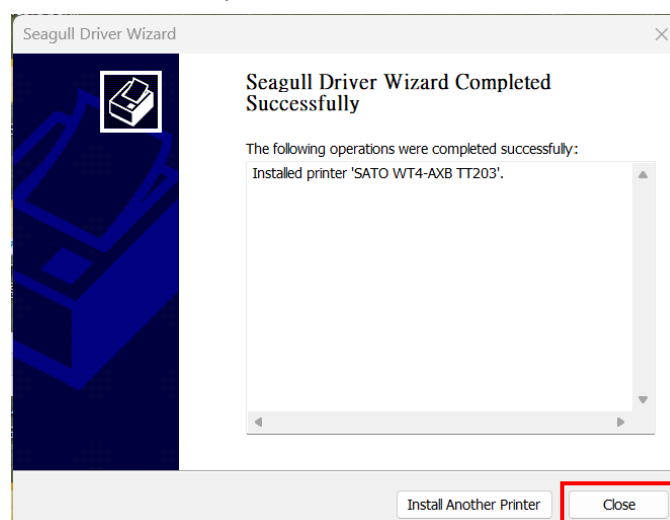 Seagull Driver Wizard
Seagull Driver Wizard Completed
Successfully
The following operations were completed successfully:
Installed printer 'SATO WT4-AXB TT203'.
Install Another Printer
Close